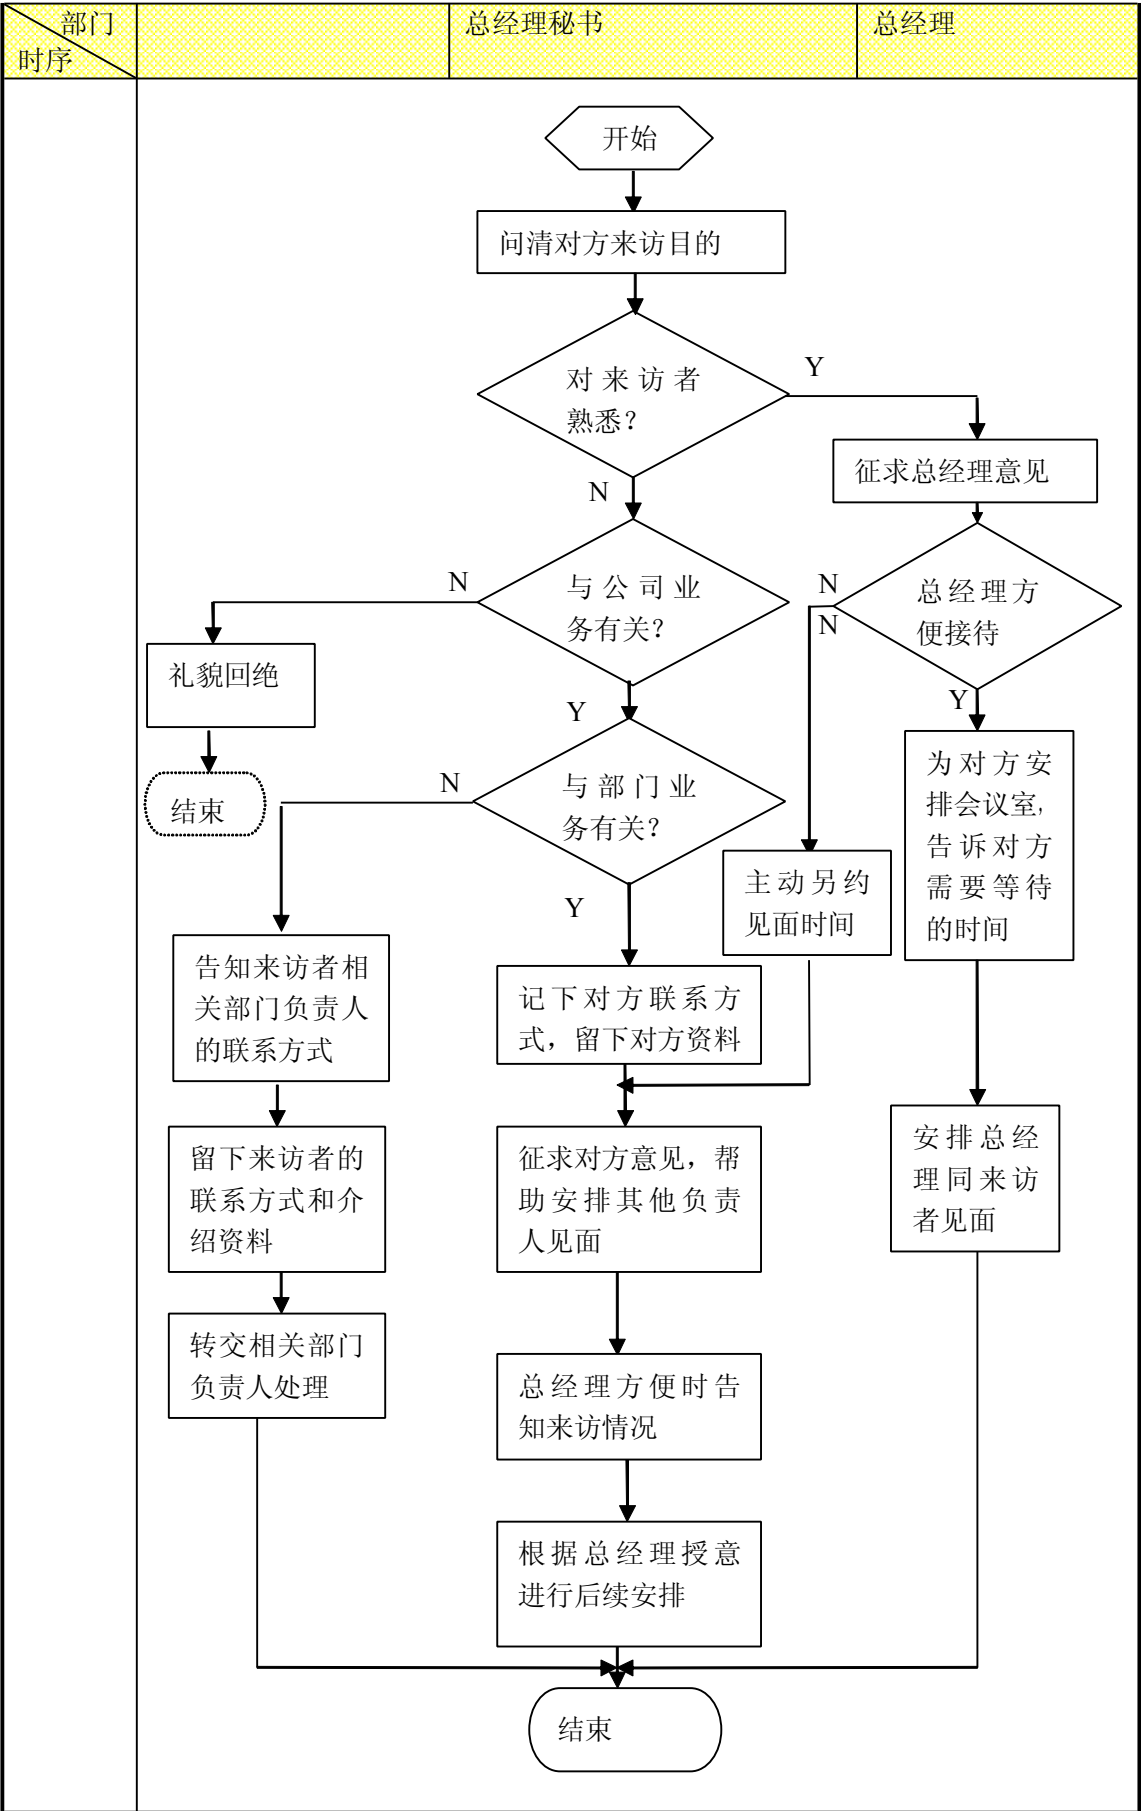 部门
时序
总经理秘书
总经理
开始
问清对方来访目的
对来访者
熟悉？
Y
N
征求总经理意见
与公司业
务有关？
N
总经理方
便接待
N
N
Y
礼貌回绝
Y
结束
与部门业
务有关？
N
为对方安
排会议室，
告诉对方
需要等待
的时间
主动另约
见面时间
Y
告知来访者相
关部门负责人
的联系方式
记下对方联系方
式，留下对方资料
留下来访者的
联系方式和介
绍资料
征求对方意见，帮
助安排其他负责
人见面
安排总经
理同来访
者见面
转交相关部门
负责人处理
总经理方便时告
知来访情况
根据总经理授意
进行后续安排
结束